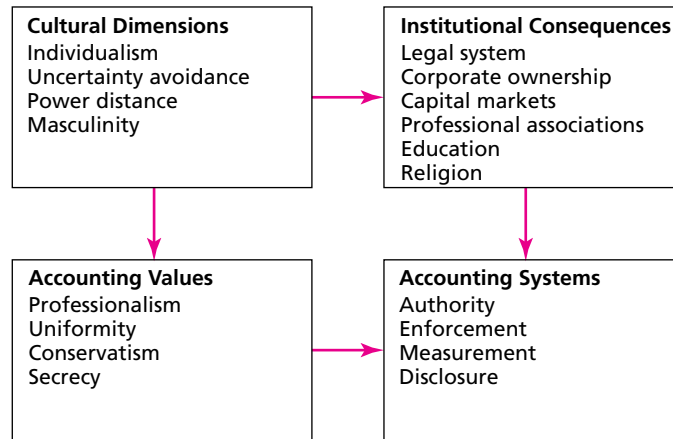 Cultural Dimensions
Individualism
Uncertainty avoidance
Power distance
Masculinity
Institutional Consequences
Legal system
Corporate ownership
Capital markets
Professional associations
Education
Religion
Accounting Values
Professionalism
Uniformity
Conservatism
Secrecy
Accounting Systems
Authority
Enforcement
Measurement
Disclosure